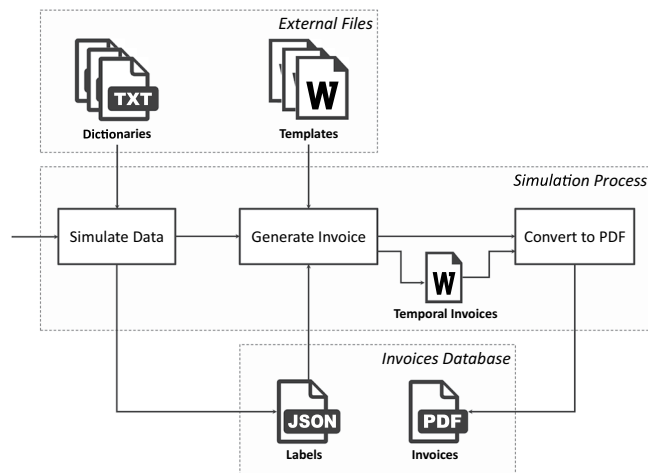 External Files
TXT
W
Dictionaries
Templates
Simulation Process
Simulate Data
Generate Invoice
Convert to PDF
W
Temporal Invoices
Invoices Database
JSON
PDF
Labels
Invoices